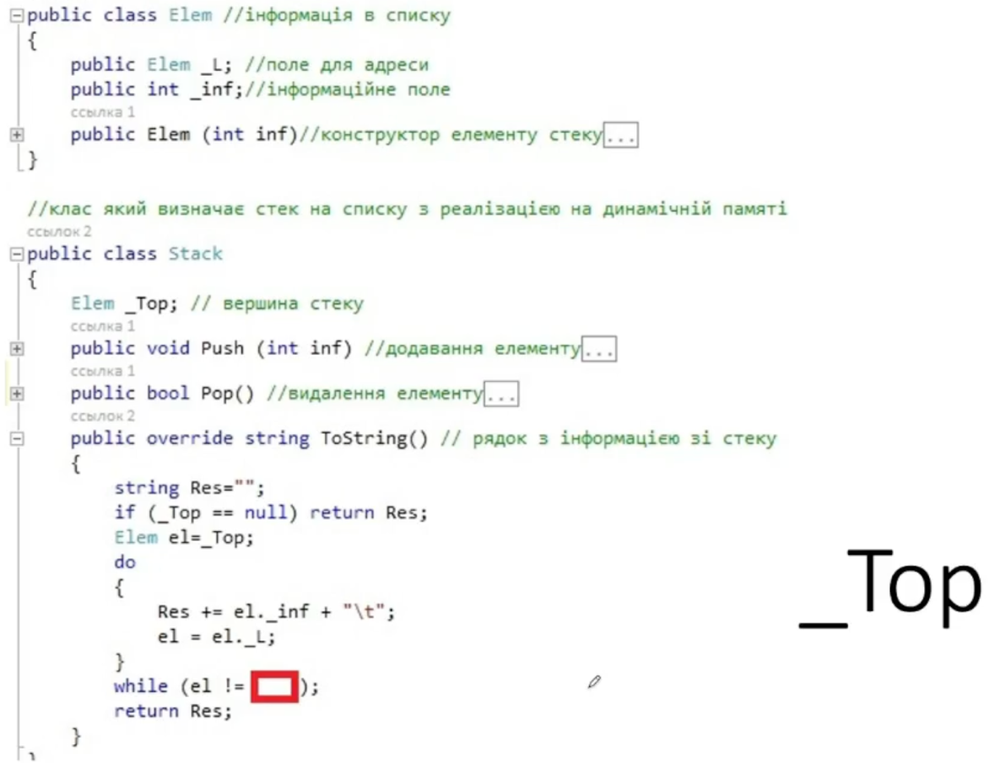 public class Elem //інформація в списку
{
public Elem _L; //поле для адреси
public int _inf;//інформаційне поле
ссылка 1
public Elem (int inf)//конструктор елементу стеку...
}
//клас який визначає стек на списку з реалізацією на динамічній памяті
ссылок 2
public class Stack
{
Elem _Top; // вершина стеку
ссылка 1
public void Push (int inf) //додавання елементу...
ссылка 1
public bool Pop() //видалення елементу...
ссылок 2
public override string ToString() // рядок з інформацією зі стеку
{
string Res="";
if (_Top == null) return Res;
Elem el=_Top;
do
{
Res += el._inf + "\t";
el = el._L;
}
while (el != );
return Res;
}
}
_Top